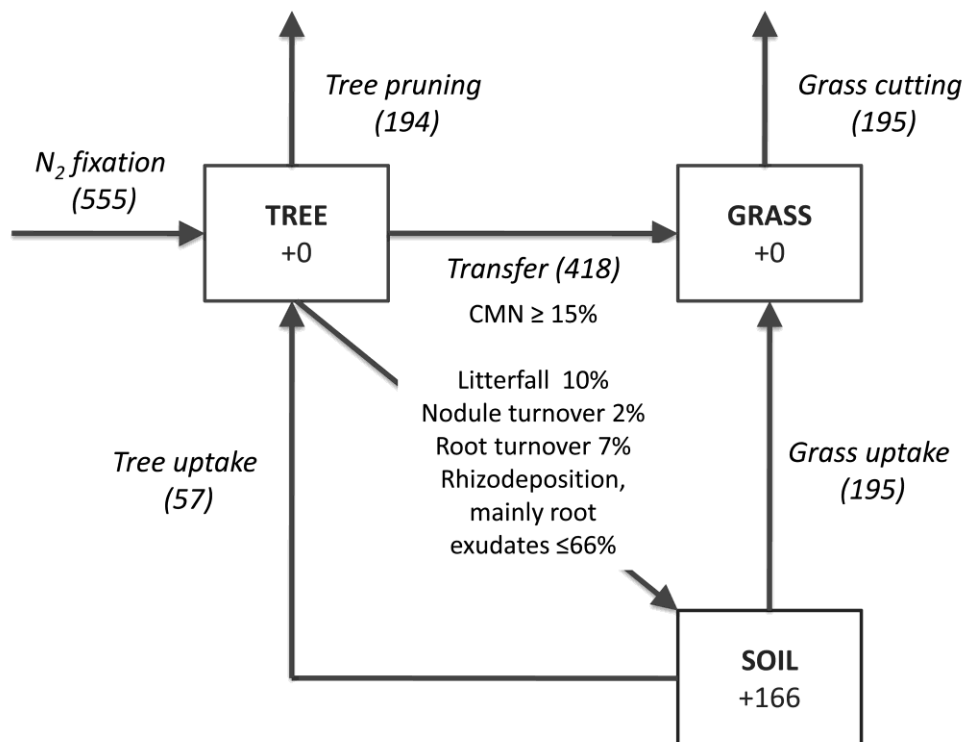 Tree pruning
(194)
Grass cutting
(195)
N₂ fixation
(555)
TREE
+0
GRASS
+0
Transfer (418)
CMN ≥ 15%
Litterfall 10%
Nodule turnover 2%
Root turnover 7%
Rhizodeposition,
mainly root
exudates ≤66%
Tree uptake
(57)
Grass uptake
(195)
SOIL
+166